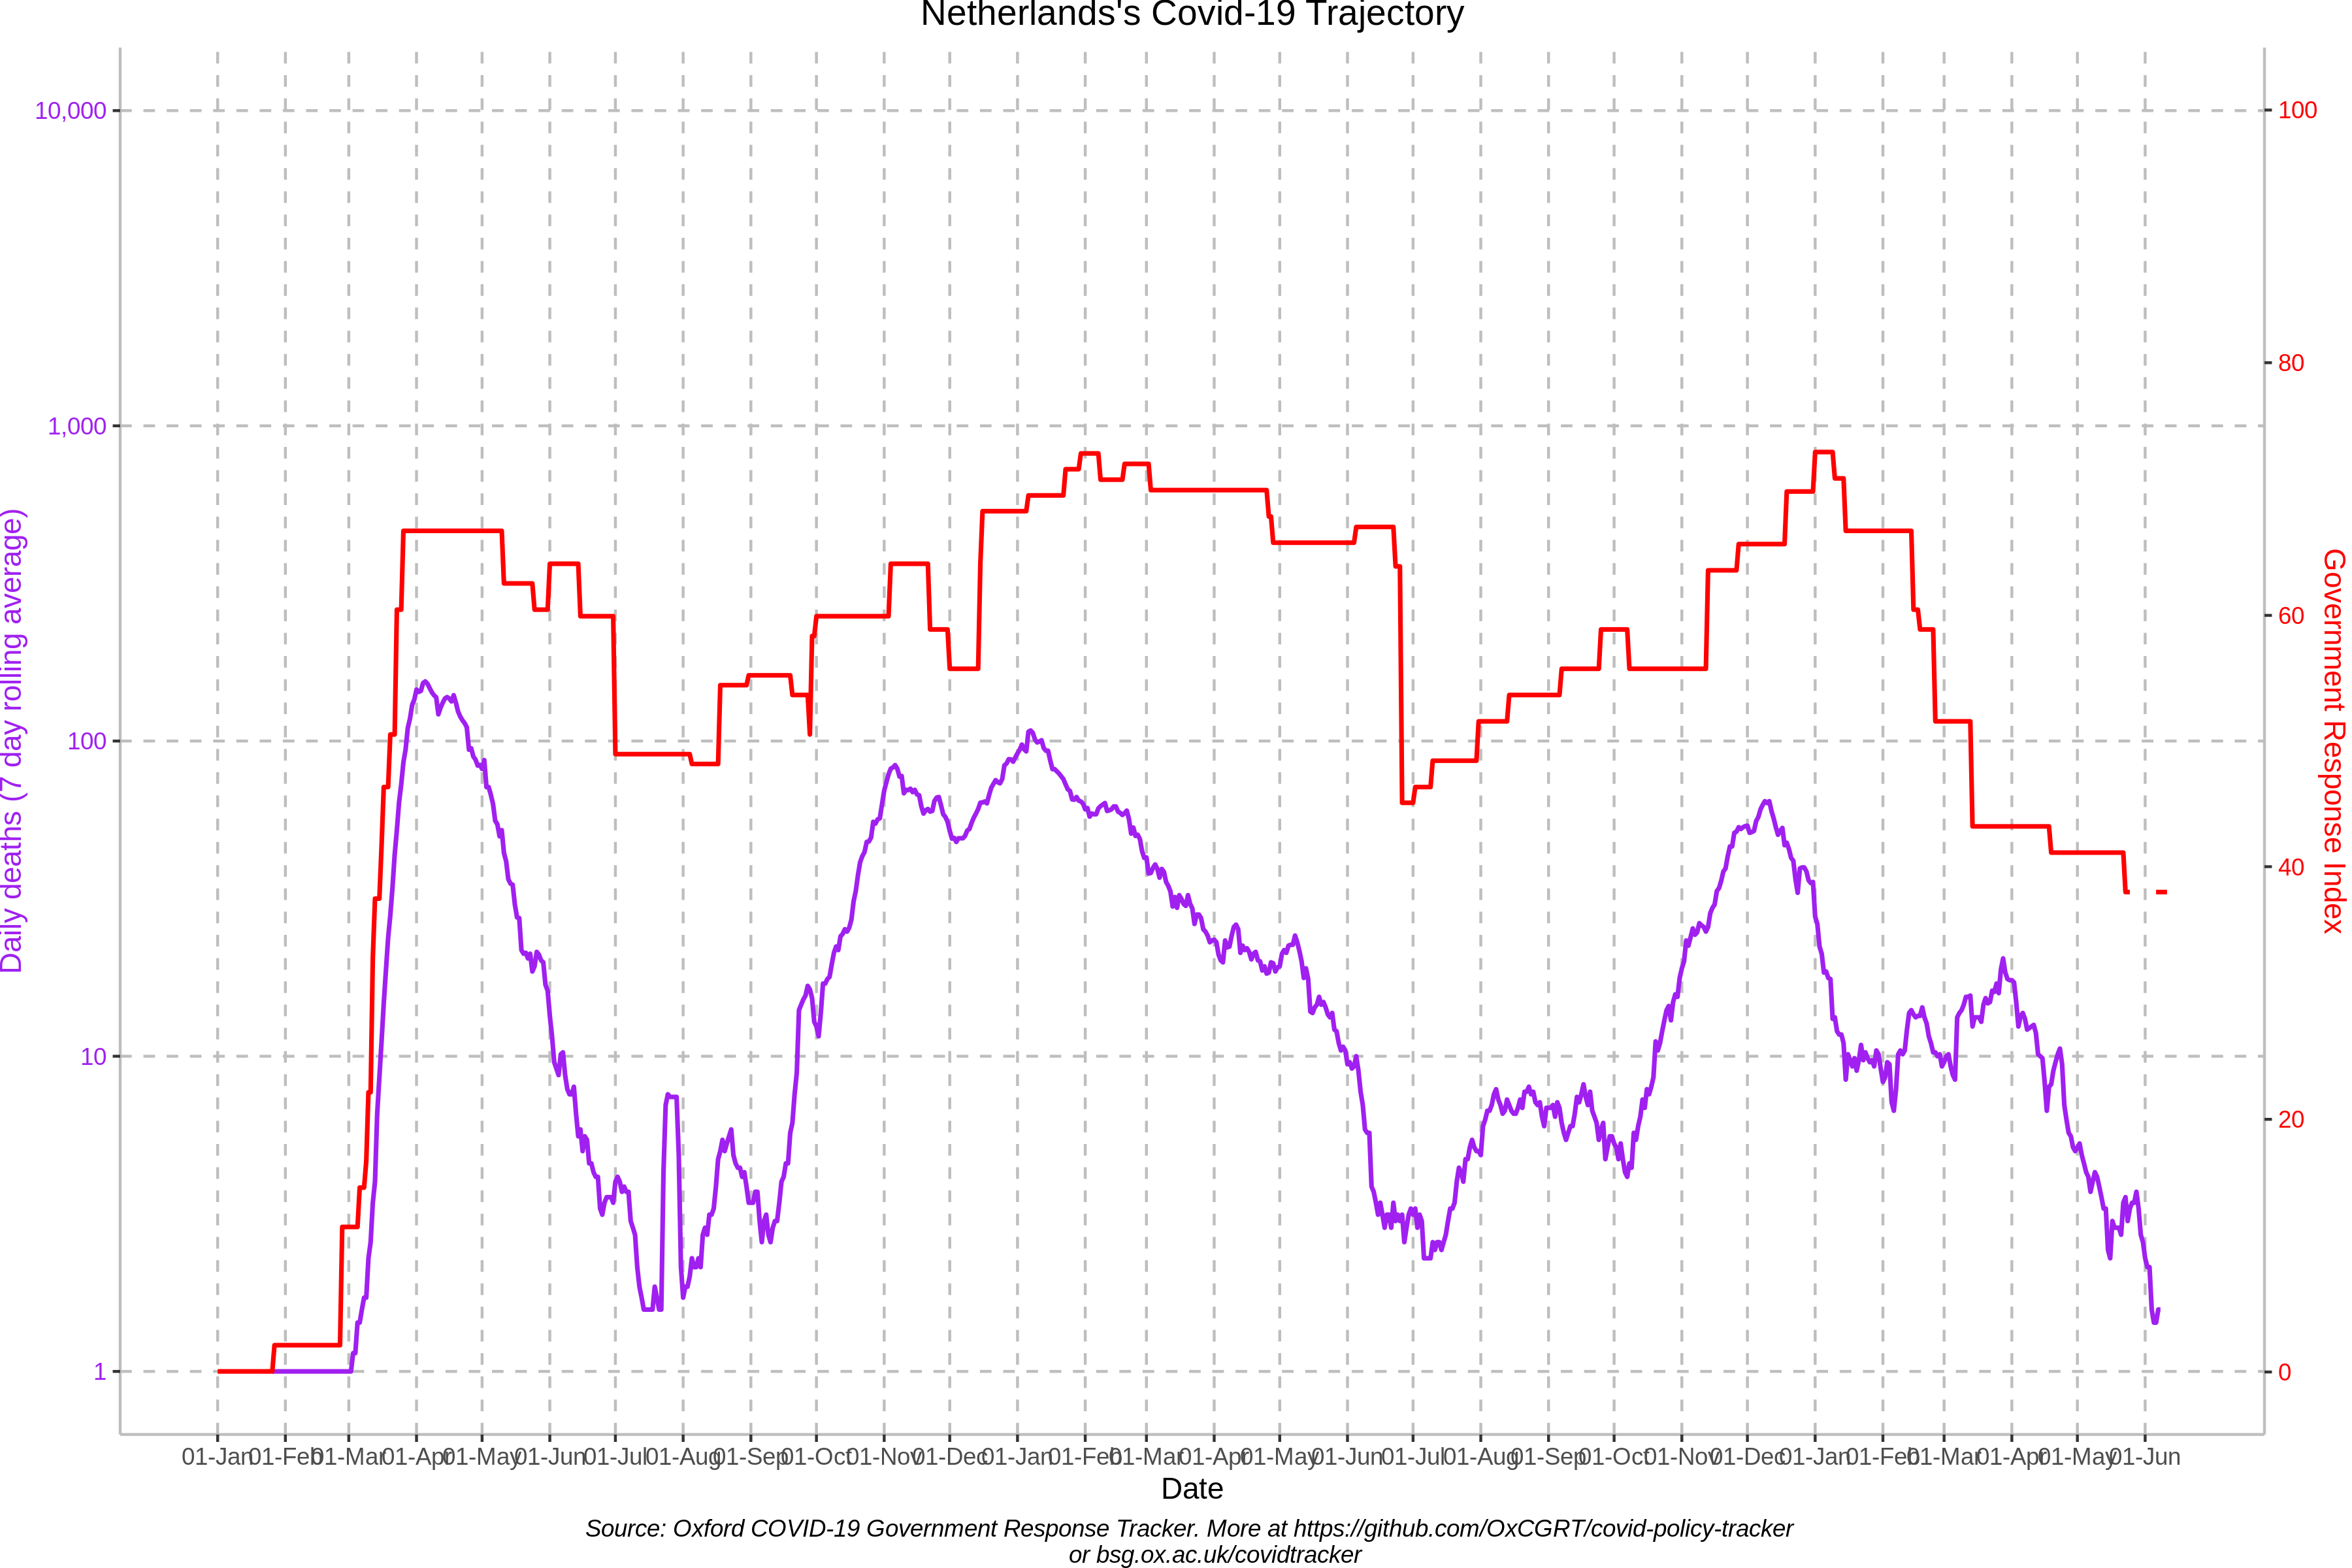 Netherlands's Covid-19 Trajectory
10,000
1,000
100
10
1
Daily deaths (7 day rolling average)
100
80
60
40
20
0
Government Response Index
01-Jan 01-Feb 01-Mar 01-Apr 01-May 01-Jun 01-Jul 01-Aug 01-Sep 01-Oct 01-Nov 01-Dec 01-Jan 01-Feb 01-Mar 01-Apr 01-May 01-Jun 01-Jul 01-Aug 01-Sep 01-Oct 01-Nov 01-Dec 01-Jan 01-Feb 01-Mar 01-Apr 01-May 01-Jun
Date
Source: Oxford COVID-19 Government Response Tracker. More at https://github.com/OxCGRT/covid-policy-tracker
or bsg.ox.ac.uk/covidtracker